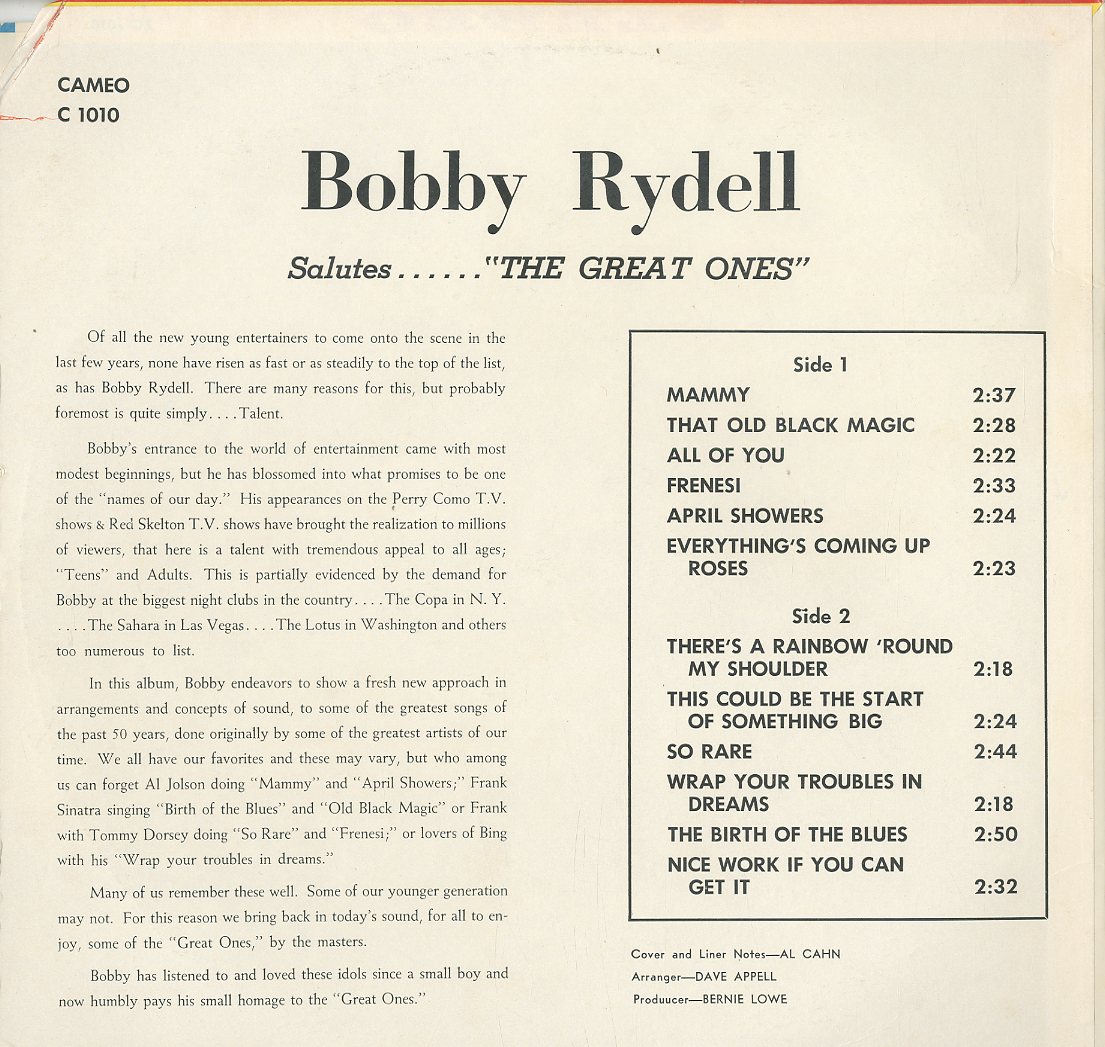 CAMEO
C 1010
Bobby Rydell
Salutes......"THE GREAT ONES"
Of all the new young entertainers to come onto the scene in the
last few years, none have risen as fast or as steadily to the top of the list,
as has Bobby Rydell. There are many reasons for this, but probably
foremost is quite simply....Talent.
Bobby's entrance to the world of entertainment came with most
modest beginnings, but he has blossomed into what promises to be one
of the "names of our day." His appearances on the Perry Como T.V.
shows & Red Skelton T.V. shows have brought the realization to millions
of viewers, that here is a talent with tremendous appeal to all ages;
"Teens" and Adults. This is partially evidenced by the demand for
Bobby at the biggest night clubs in the country....The Copa in N. Y.
....The Sahara in Las Vegas....The Lotus in Washington and others
too numerous to list.
In this album, Bobby endeavors to show a fresh new approach in
arrangements and concepts of sound, to some of the greatest songs of
the past 50 years, done originally by some of the greatest artists of our
time. We all have our favorites and these may vary, but who among
us can forget Al Jolson doing "Mammy" and "April Showers;" Frank
Sinatra singing "Birth of the Blues" and "Old Black Magic" or Frank
with Tommy Dorsey doing "So Rare" and "Frenesi;" or lovers of Bing
with his "Wrap your troubles in dreams."
Many of us remember these well. Some of our younger generation
may not. For this reason we bring back in today's sound, for all to en-
joy, some of the "Great Ones," by the masters.
Bobby has listened to and loved these idols since a small boy and
now humbly pays his small homage to the "Great Ones."
Side 1
MAMMY 2:37
THAT OLD BLACK MAGIC 2:28
ALL OF YOU 2:22
FRENESI 2:33
APRIL SHOWERS 2:24
EVERYTHING'S COMING UP
ROSES 2:23
Side 2
THERE'S A RAINBOW 'ROUND
MY SHOULDER 2:18
THIS COULD BE THE START
OF SOMETHING BIG 2:24
SO RARE 2:44
WRAP YOUR TROUBLES IN
DREAMS 2:18
THE BIRTH OF THE BLUES 2:50
NICE WORK IF YOU CAN
GET IT 2:32
Cover and Liner Notes—AL CAHN
Arranger—DAVE APPELL
Produucer—BERNIE LOWE